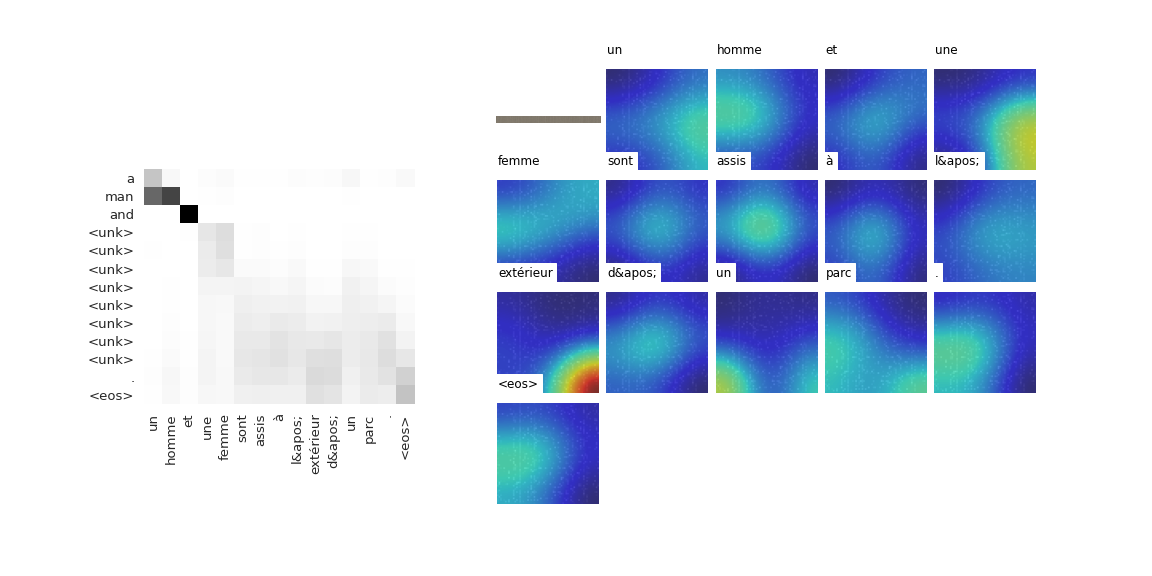 a
man
and
<unk>
<unk>
<unk>
<unk>
<unk>
<unk>
<unk>
<unk>
.
<eos>
un
homme
et
une
femme
sont
assis
à
l&apos;
extérieur
d&apos;
un
parc
.
<eos>
un homme et une
femme sont assis à l&apos;
extérieur d&apos; un parc .
<eos>